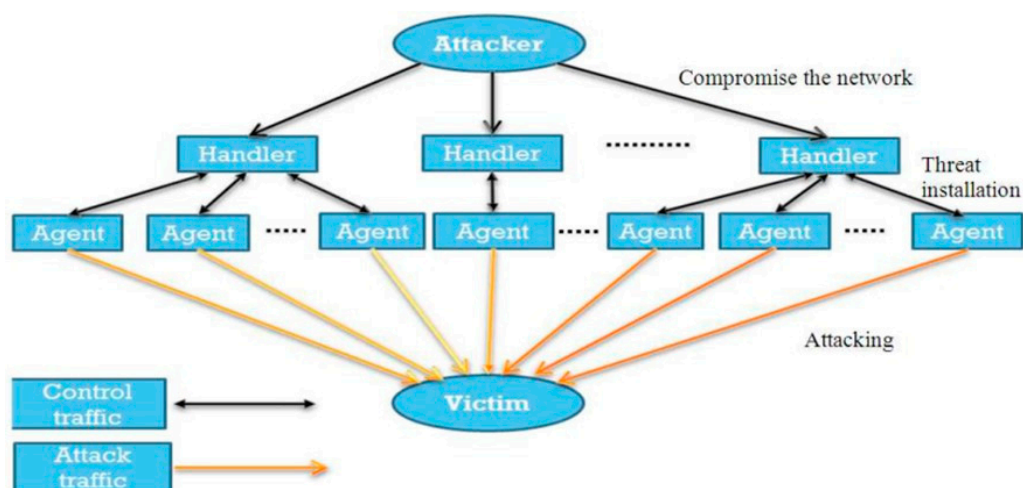 Attacker
Compromise the network
Handler
Handler
Handler
Threat
installation
Agent
Agent
Agent
Agent
Agent
Agent
Agent
Attacking
Victim
Control
traffic
Attack
traffic